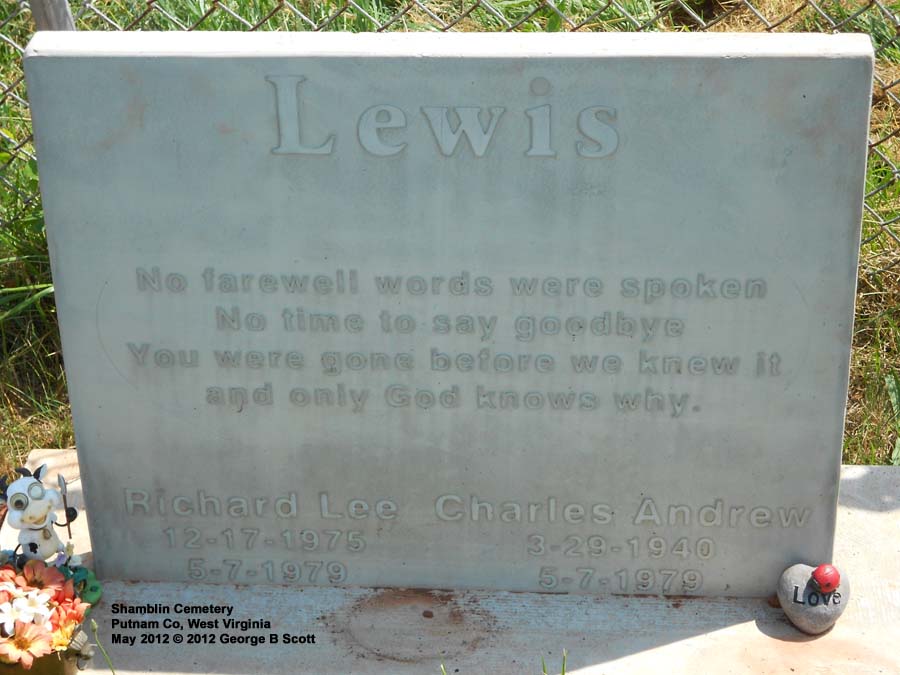 Lewis
No farewell words were spoken
No time to say goodbye
You were gone before we knew it
and only God knows why.
Richard Lee Charles Andrew
12-17-1975 3-29-1940
5-7-1979 5-7-1979
Love
Shamblin Cemetery
Putnam Co, West Virginia
May 2012 © 2012 George B Scott